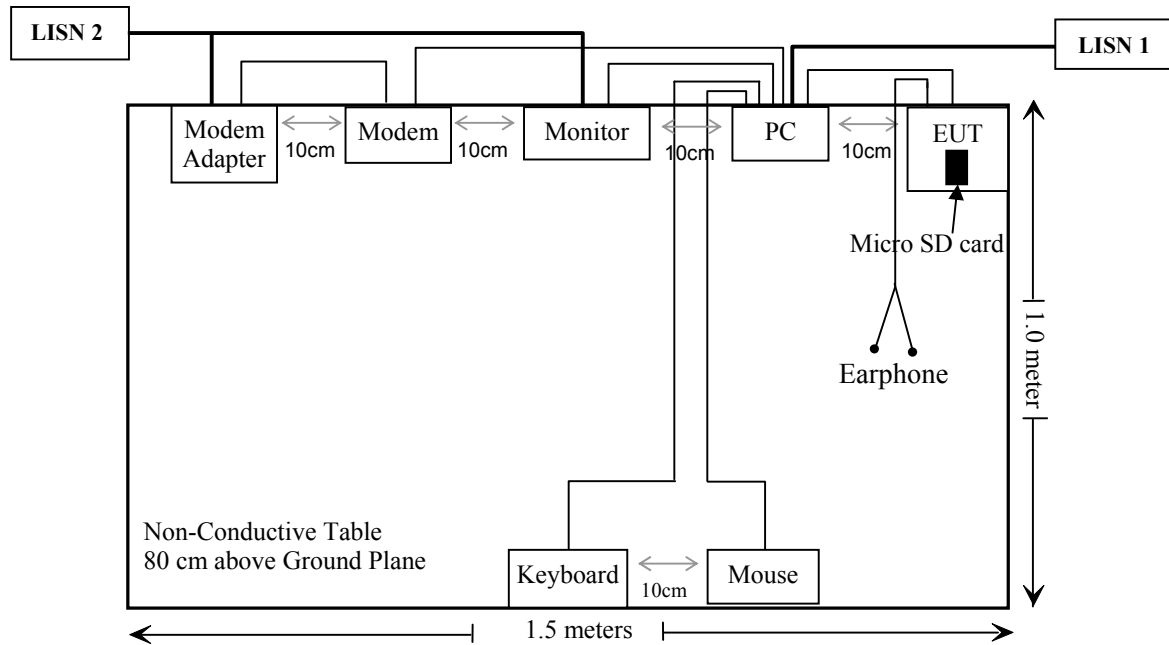 LISN 2
LISN 1
Modem
Adapter
10cm
Modem
10cm
Monitor
10cm
PC
10cm
EUT
Micro SD card
Earphone
1.0 meter
Non-Conductive Table
80 cm above Ground Plane
Keyboard
10cm
Mouse
1.5 meters